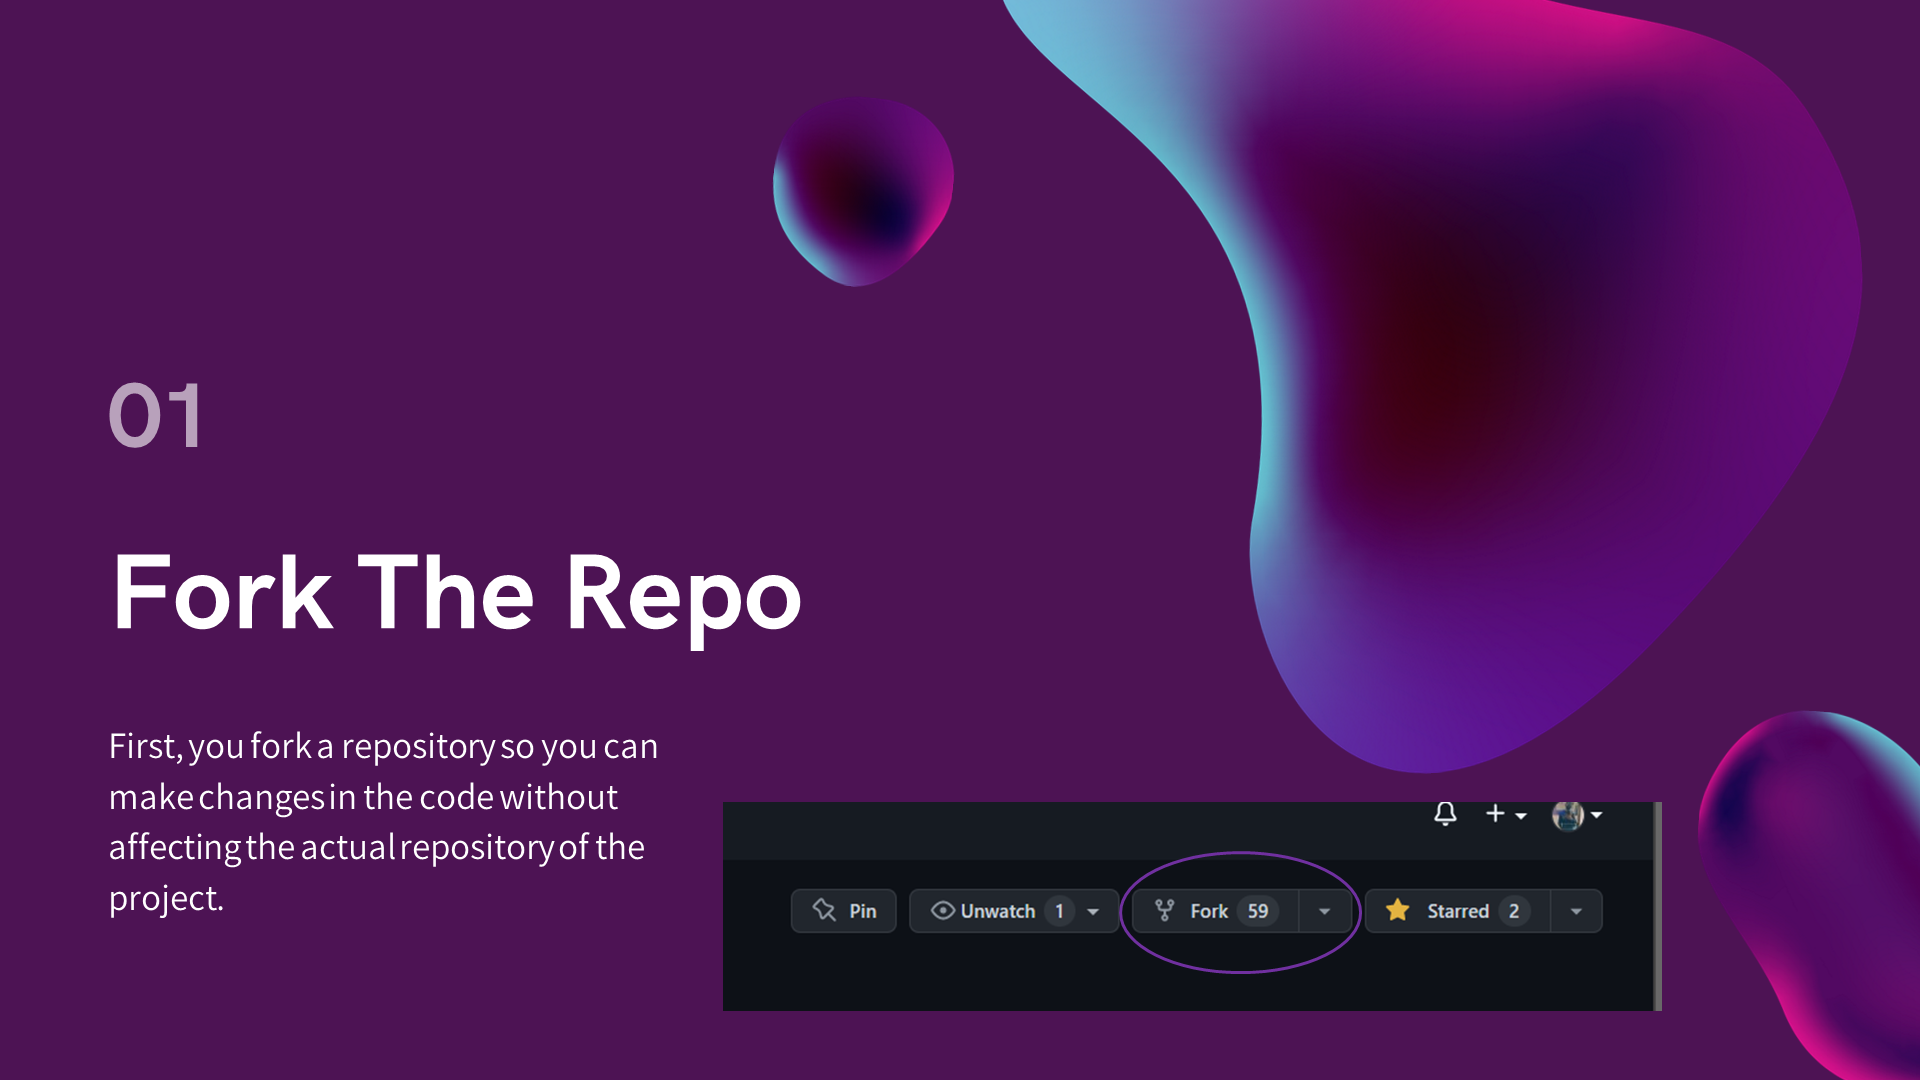 01
Fork The Repo
First, you fork a repository so you can
make changes in the code without
affecting the actual repository of the
project.
Pin Unwatch 1 Fork 59 Starred 2